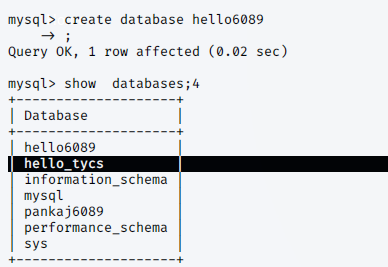 mysql> create database hello6089
    -> ;
Query OK, 1 row affected (0.02 sec)

mysql> show  databases;4
+--------------------+
| Database           |
+--------------------+
| hello6089          |
| hello_tycs         |
| information_schema |
| mysql              |
| pankaj6089         |
| performance_schema |
| sys                |
+--------------------+